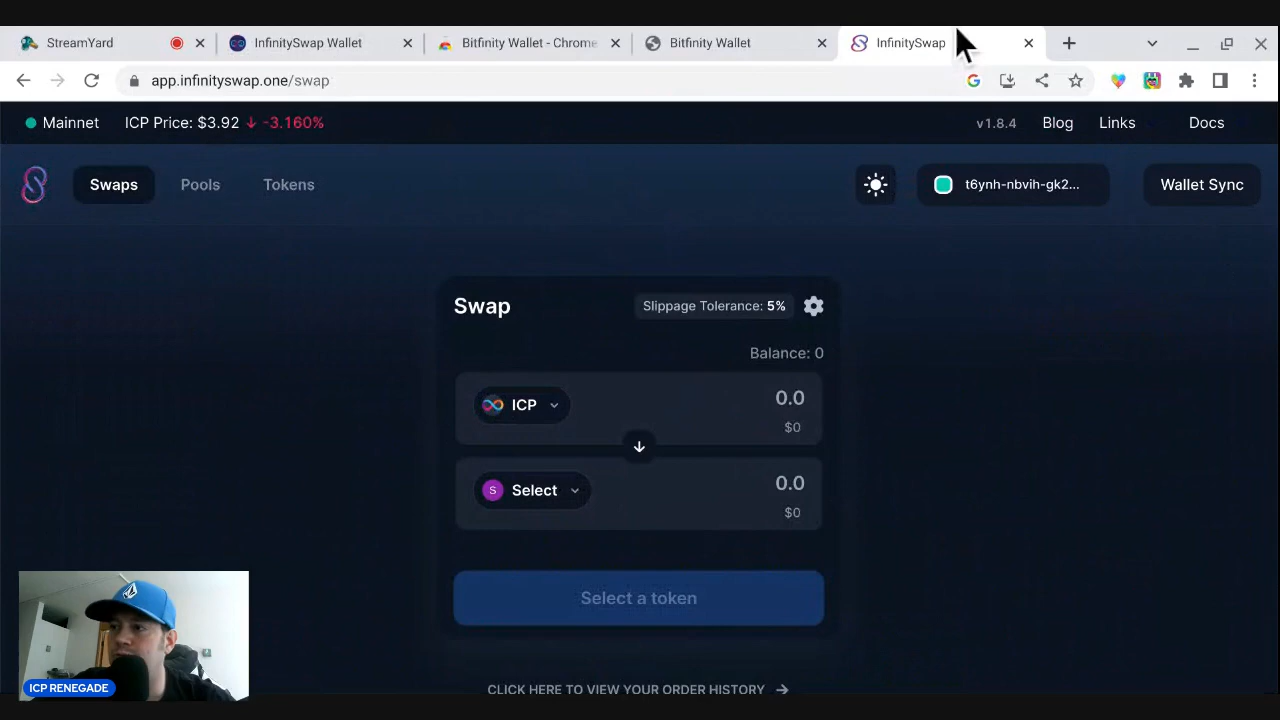 StreamYard
InfinitySwap Wallet
Bitfinity Wallet - Chrome
Bitfinity Wallet
InfinitySwap
app.infinityswap.one/swap
Mainnet
ICP Price: $3.92 ↓ -3.160%
v1.8.4
Blog
Links
Docs
Swaps
Pools
Tokens
t6ynh-nbvih-gk2...
Wallet Sync
Swap
Slippage Tolerance: 5%
Balance: 0
ICP
0.0
$0
S
Select
0.0
$0
Select a token
CLICK HERE TO VIEW YOUR ORDER HISTORY →
ICP RENEGADE